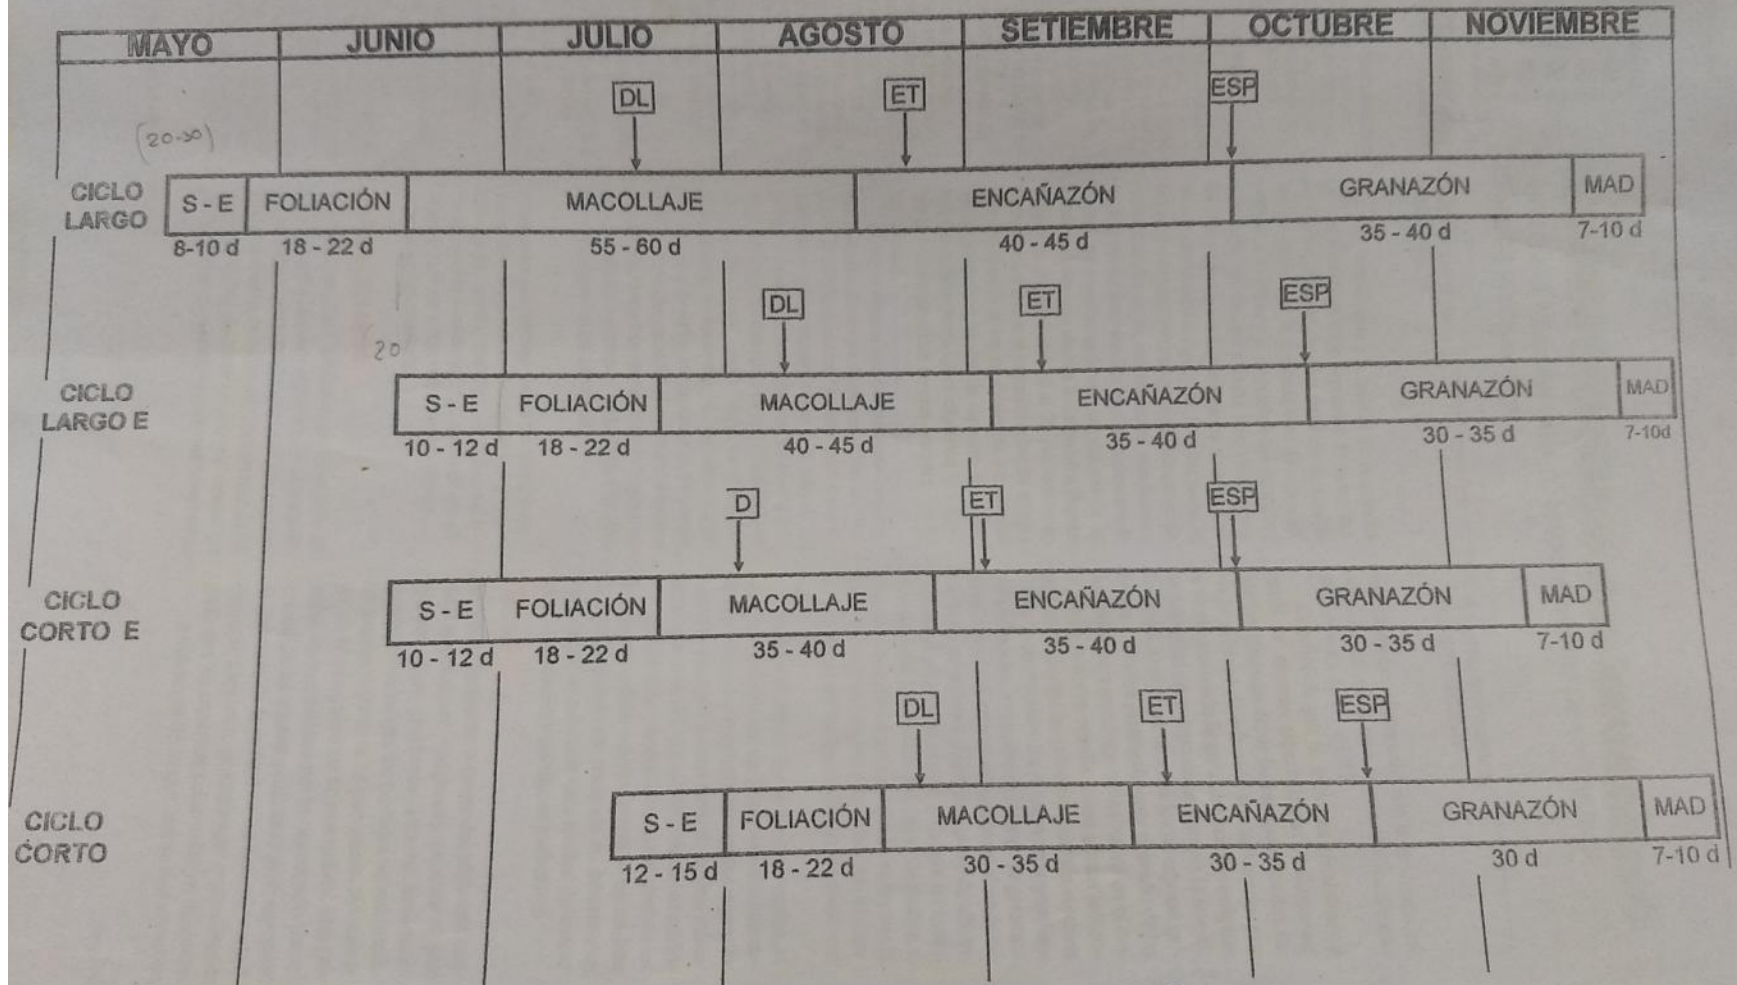 MAYO JUNIO JULIO AGOSTO SETIEMBRE OCTUBRE NOVIEMBRE
DL ET ESP
(20-30)
CICLO LARGO S - E FOLIACIÓN MACOLLAJE ENCAÑAZÓN GRANAZÓN MAD
8-10 d 18 - 22 d 55 - 60 d 40 - 45 d 35 - 40 d 7-10 d
DL ET ESP
20
CICLO LARGO E S - E FOLIACIÓN MACOLLAJE ENCAÑAZÓN GRANAZÓN MAD
10 - 12 d 18 - 22 d 40 - 45 d 35 - 40 d 30 - 35 d 7-10d
D ET ESP
CICLO CORTO E S - E FOLIACIÓN MACOLLAJE ENCAÑAZÓN GRANAZÓN MAD
10 - 12 d 18 - 22 d 35 - 40 d 35 - 40 d 30 - 35 d 7-10 d
DL ET ESP
CICLO CORTO S - E FOLIACIÓN MACOLLAJE ENCAÑAZÓN GRANAZÓN MAD
12 - 15 d 18 - 22 d 30 - 35 d 30 - 35 d 30 d 7-10 d